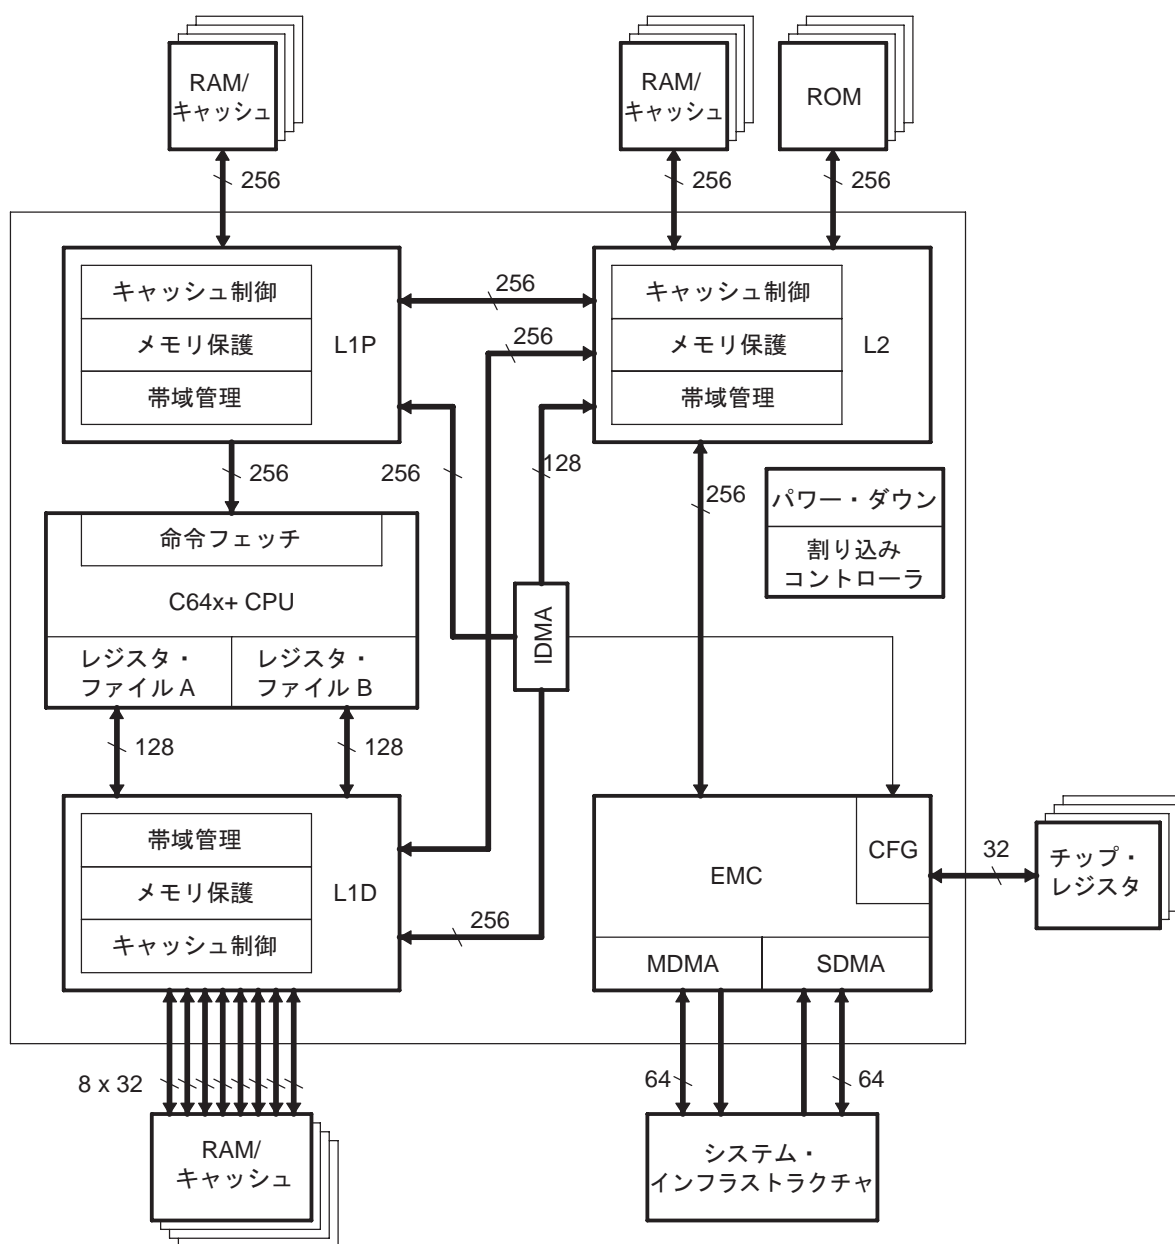 RAM/
キャッシュ
RAM/
キャッシュ
ROM
256
256
256
キャッシュ制御
メモリ保護
帯域管理
L1P
256
256
キャッシュ制御
メモリ保護
帯域管理
L2
256
256
128
256
パワー・ダウン
割り込み
コントローラ
命令フェッチ
C64x+ CPU
レジスタ・
ファイル A
レジスタ・
ファイル B
IDMA
128
128
帯域管理
メモリ保護
キャッシュ制御
L1D
256
EMC
CFG
MDMA
SDMA
32
チップ・
レジスタ
8 x 32
64
64
RAM/
キャッシュ
システム・
インフラストラクチャ